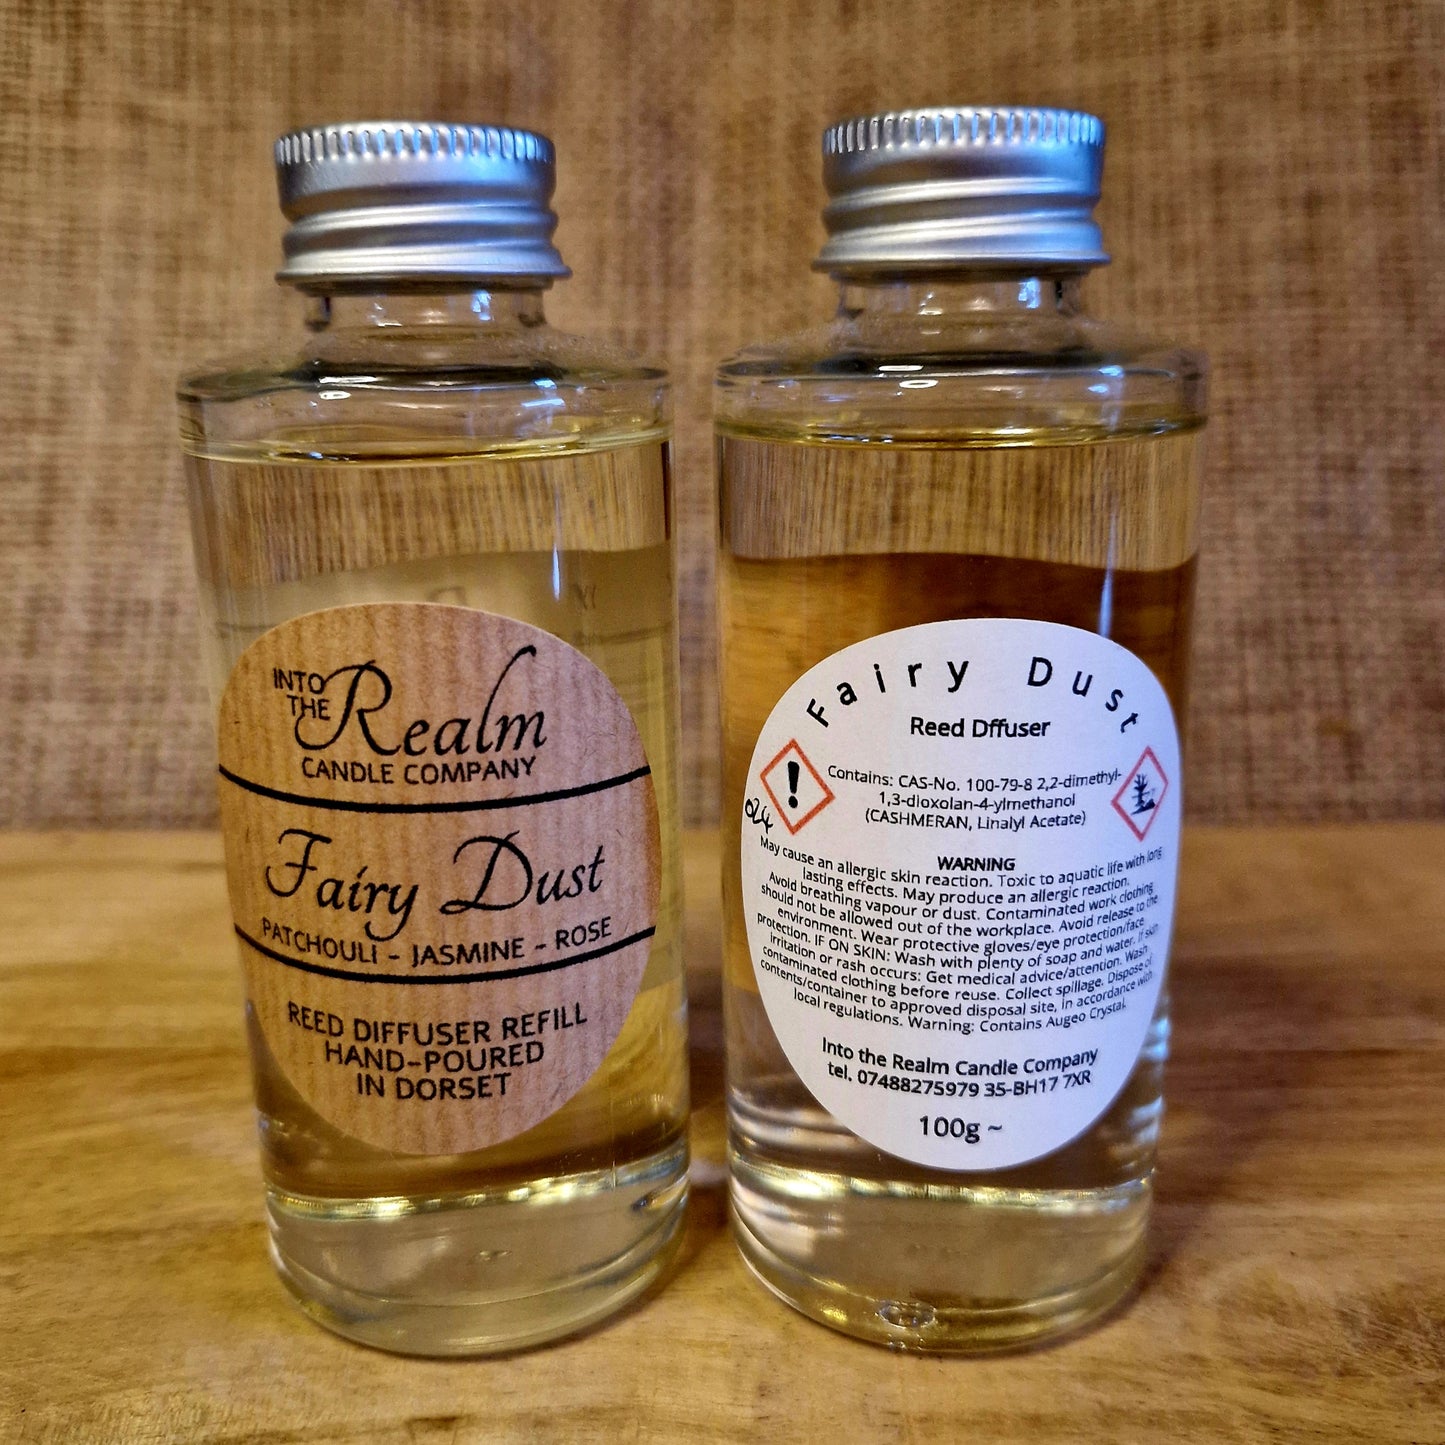 INTO
THE Realm
CANDLE COMPANY
Fairy Dust
PATCHOULI - JASMINE - ROSE
REED DIFFUSER REFILL
HAND-POURED
IN DORSET
Fairy Dust
Reed Dffuser
Contains: CAS-No. 100-79-8 2,2-dimethyl-
1,3-dioxolan-4-ylmethanol
(CASHMERAN, Linalyl Acetate)
024
WARNING
May cause an allergic skin reaction. Toxic to aquatic life with long
lasting effects. May produce an allergic reaction.
Avoid breathing vapour or dust. Contaminated work clothing
should not be allowed out of the workplace. Avoid release to the
environment. Wear protective gloves/eye protection/face
protection. IF ON SKIN: Wash with plenty of soap and water. If skin
irritation or rash occurs: Get medical advice/attention. Wash
contaminated clothing before reuse. Collect spillage. Dispose of
contents/container to approved disposal site, in accordance with
local regulations. Warning: Contains Augeo Crystal.
Into the Realm Candle Company
tel. 07488275979 35-BH17 7XR
100g ~